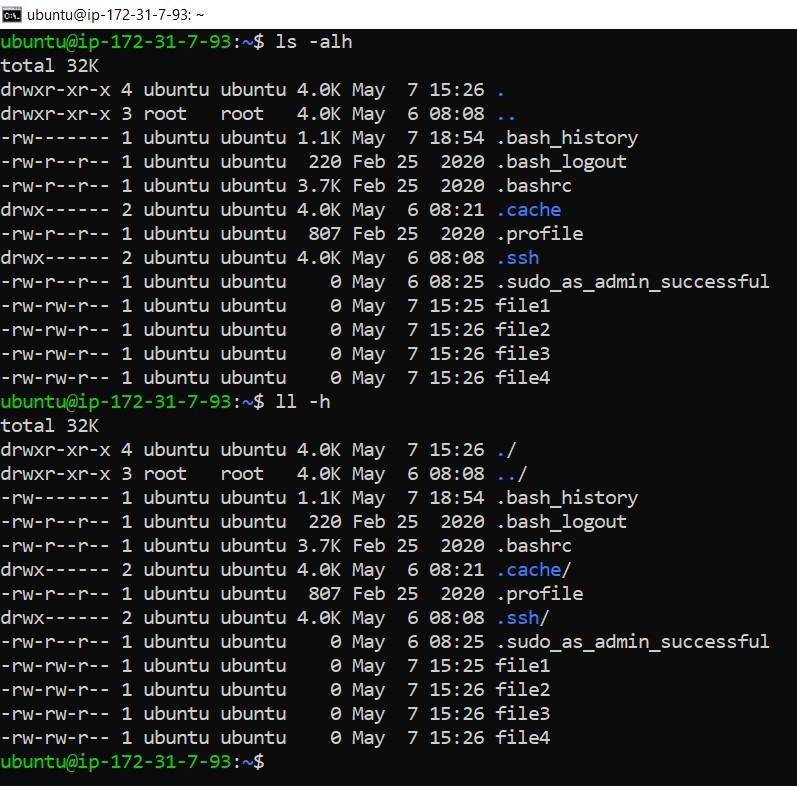 ubuntu@ip-172-31-7-93: ~
ubuntu@ip-172-31-7-93:~$ ls -alh
total 32K
drwxr-xr-x 4 ubuntu ubuntu 4.0K May  7 15:26 .
drwxr-xr-x 3 root   root   4.0K May  6 08:08 ..
-rw------- 1 ubuntu ubuntu 1.1K May  7 18:54 .bash_history
-rw-r--r-- 1 ubuntu ubuntu  220 Feb 25  2020 .bash_logout
-rw-r--r-- 1 ubuntu ubuntu 3.7K Feb 25  2020 .bashrc
drwx------ 2 ubuntu ubuntu 4.0K May  6 08:21 .cache
-rw-r--r-- 1 ubuntu ubuntu  807 Feb 25  2020 .profile
drwx------ 2 ubuntu ubuntu 4.0K May  6 08:08 .ssh
-rw-r--r-- 1 ubuntu ubuntu    0 May  6 08:25 .sudo_as_admin_successful
-rw-rw-r-- 1 ubuntu ubuntu    0 May  7 15:25 file1
-rw-rw-r-- 1 ubuntu ubuntu    0 May  7 15:26 file2
-rw-rw-r-- 1 ubuntu ubuntu    0 May  7 15:26 file3
-rw-rw-r-- 1 ubuntu ubuntu    0 May  7 15:26 file4
ubuntu@ip-172-31-7-93:~$ ll -h
total 32K
drwxr-xr-x 4 ubuntu ubuntu 4.0K May  7 15:26 ./
drwxr-xr-x 3 root   root   4.0K May  6 08:08 ../
-rw------- 1 ubuntu ubuntu 1.1K May  7 18:54 .bash_history
-rw-r--r-- 1 ubuntu ubuntu  220 Feb 25  2020 .bash_logout
-rw-r--r-- 1 ubuntu ubuntu 3.7K Feb 25  2020 .bashrc
drwx------ 2 ubuntu ubuntu 4.0K May  6 08:21 .cache/
-rw-r--r-- 1 ubuntu ubuntu  807 Feb 25  2020 .profile
drwx------ 2 ubuntu ubuntu 4.0K May  6 08:08 .ssh/
-rw-r--r-- 1 ubuntu ubuntu    0 May  6 08:25 .sudo_as_admin_successful
-rw-rw-r-- 1 ubuntu ubuntu    0 May  7 15:25 file1
-rw-rw-r-- 1 ubuntu ubuntu    0 May  7 15:26 file2
-rw-rw-r-- 1 ubuntu ubuntu    0 May  7 15:26 file3
-rw-rw-r-- 1 ubuntu ubuntu    0 May  7 15:26 file4
ubuntu@ip-172-31-7-93:~$